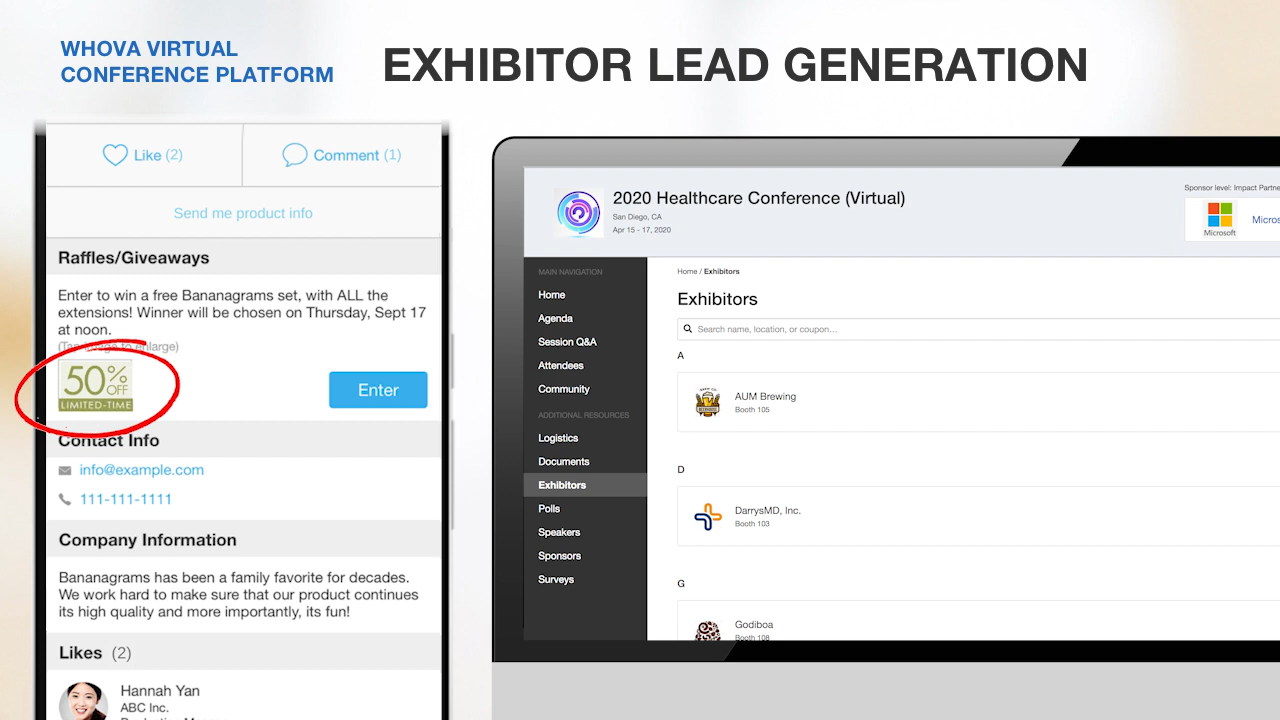 WHOVA VIRTUAL
CONFERENCE PLATFORM
EXHIBITOR LEAD GENERATION
Like (2)
Comment (1)
Send me product info
Raffles/Giveaways
Enter to win a free Bananagrams set, with ALL the
extensions! Winner will be chosen on Thursday, Sept 17
at noon.
(Tap image to enlarge)
50% OFF
LIMITED-TIME
Enter
Contact Info
info@example.com
111-111-1111
Company Information
Bananagrams has been a family favorite for decades.
We work hard to make sure that our product continues
its high quality and more importantly, its fun!
Likes (2)
Hannah Yan
ABC Inc.
2020 Healthcare Conference (Virtual)
San Diego, CA
Apr 15 - 17, 2020
Sponsor level: Impact Partne
Microsoft
Micros
MAIN NAVIGATION
Home
Agenda
Session Q&A
Attendees
Community
ADDITIONAL RESOURCES
Logistics
Documents
Exhibitors
Polls
Speakers
Sponsors
Surveys
Home / Exhibitors
Exhibitors
Search name, location, or coupon...
A
AUM Brewing
Booth 105
D
DarrysMD, Inc.
Booth 103
G
Godiboa
Booth 108